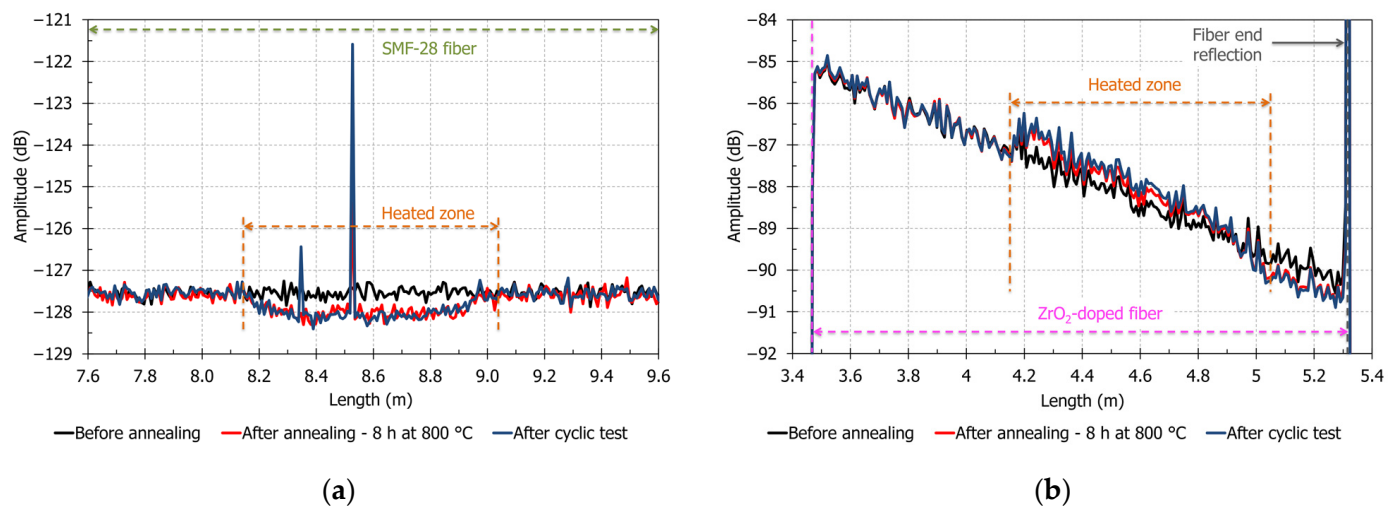 −121
−122
−123
−124
−125
−126
−127
−128
−129
Amplitude (dB)
SMF-28 fiber
Heated zone
7.6 7.8 8.0 8.2 8.4 8.6 8.8 9.0 9.2 9.4 9.6
Length (m)
Before annealing After annealing - 8 h at 800 °C After cyclic test
(a)
−84
−85
−86
−87
−88
−89
−90
−91
−92
Amplitude (dB)
Fiber end
reflection
Heated zone
ZrO₂-doped fiber
3.4 3.6 3.8 4 4.2 4.4 4.6 4.8 5 5.2 5.4
Length (m)
Before annealing After annealing - 8 h at 800 °C After cyclic test
(b)